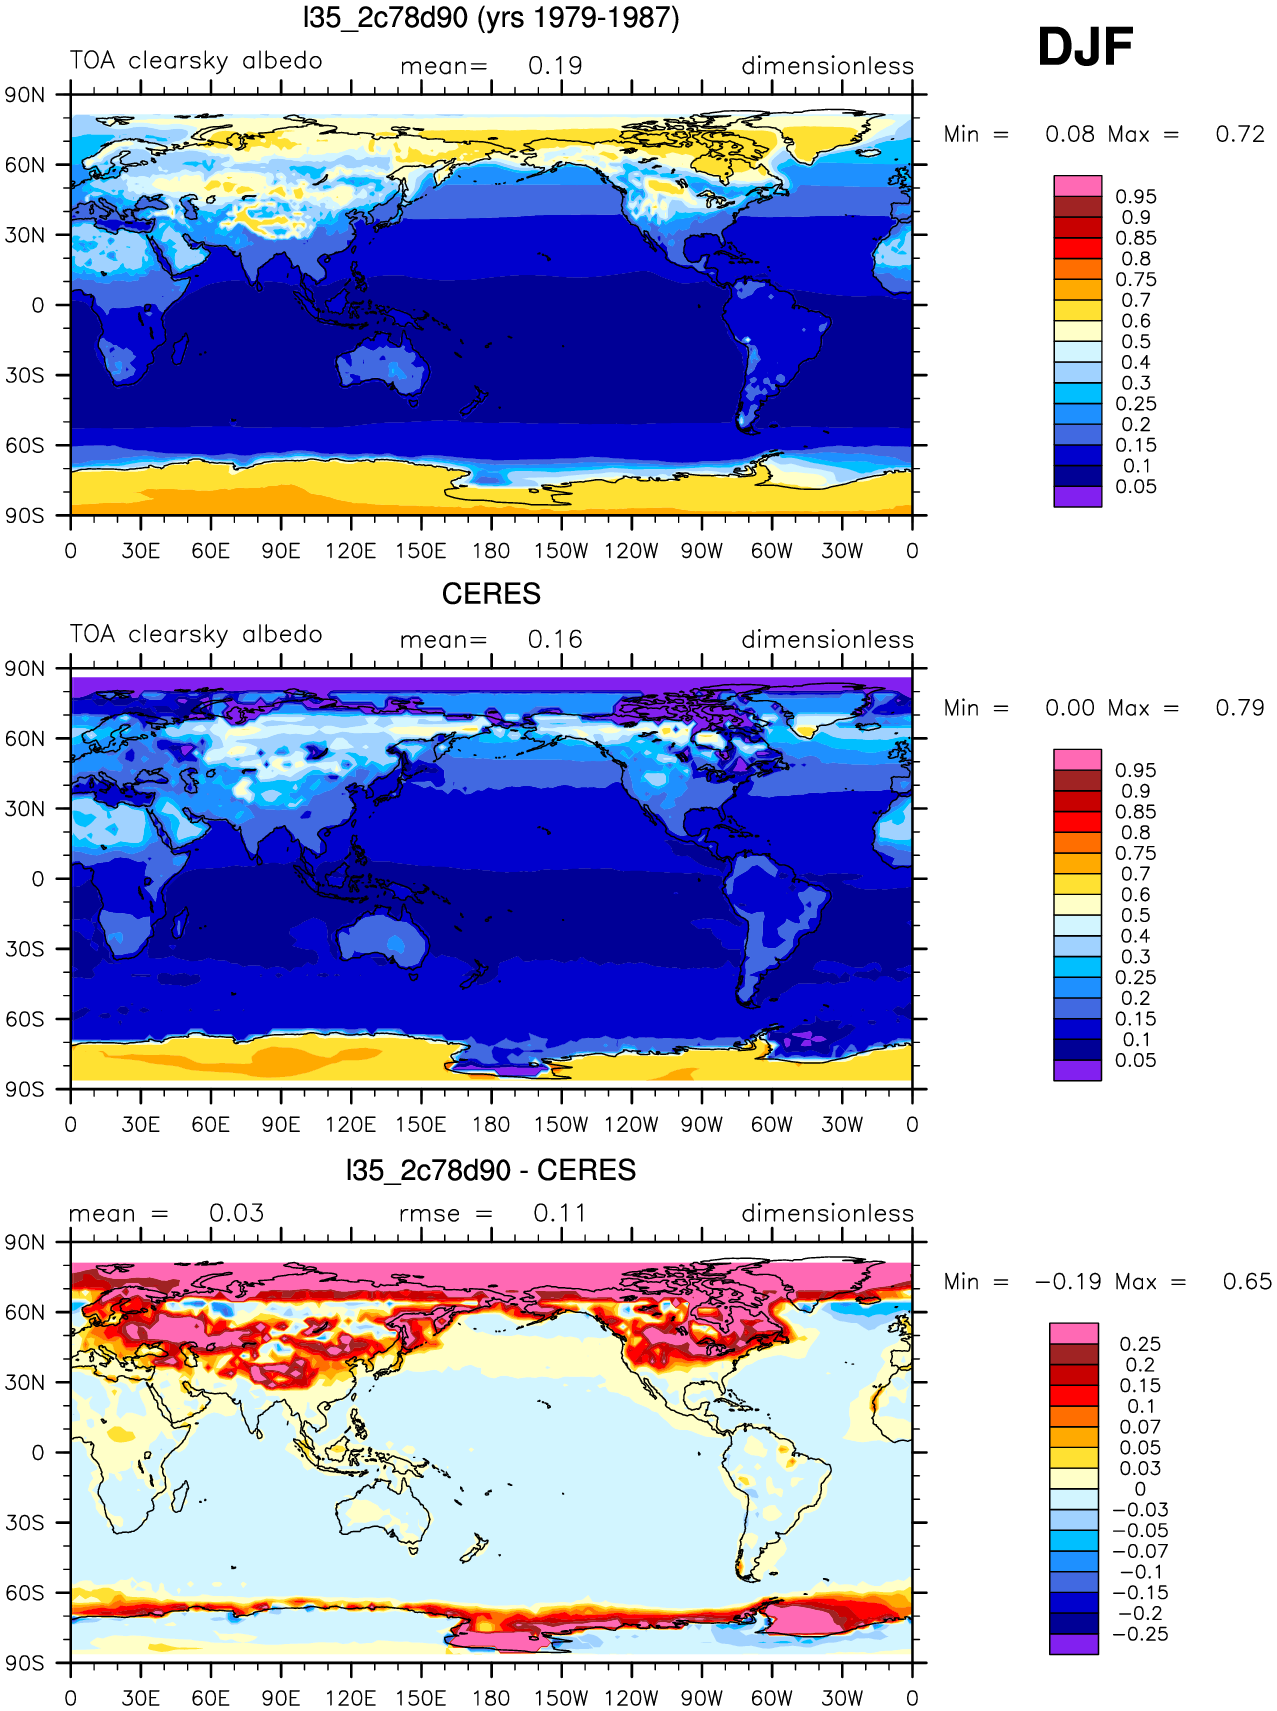 l35_2c78d90 (yrs 1979-1987)
DJF
TOA clearsky albedo mean= 0.19 dimensionless
Min = 0.08 Max = 0.72
90N
60N
30N
0
30S
60S
90S
0 30E 60E 90E 120E 150E 180 150W 120W 90W 60W 30W 0
0.95
0.9
0.85
0.8
0.75
0.7
0.6
0.5
0.4
0.3
0.25
0.2
0.15
0.1
0.05
CERES
TOA clearsky albedo mean= 0.16 dimensionless
Min = 0.00 Max = 0.79
90N
60N
30N
0
30S
60S
90S
0 30E 60E 90E 120E 150E 180 150W 120W 90W 60W 30W 0
0.95
0.9
0.85
0.8
0.75
0.7
0.6
0.5
0.4
0.3
0.25
0.2
0.15
0.1
0.05
l35_2c78d90 - CERES
mean = 0.03 rmse = 0.11 dimensionless
Min = −0.19 Max = 0.65
90N
60N
30N
0
30S
60S
90S
0 30E 60E 90E 120E 150E 180 150W 120W 90W 60W 30W 0
0.25
0.2
0.15
0.1
0.07
0.05
0.03
0
−0.03
−0.05
−0.07
−0.1
−0.15
−0.2
−0.25